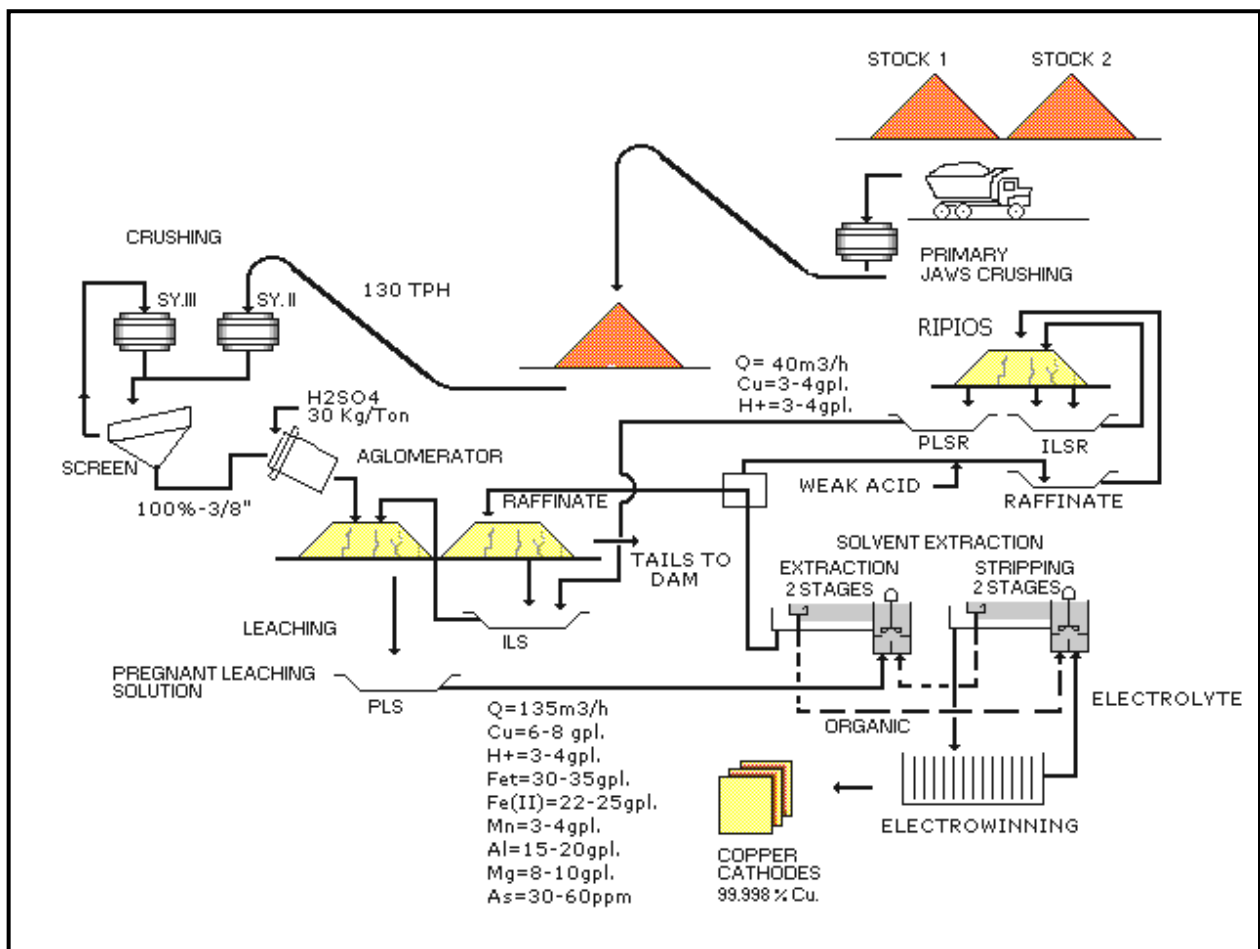 STOCK 1
STOCK 2
PRIMARY
JAWS CRUSHING
CRUSHING
SY.III
SY. II
130 TPH
RIPIOS
Q= 40m3/h
Cu=3-4gpl.
H+=3-4gpl.
H2SO4
30 Kg/Ton
PLSR
ILSR
SCREEN
AGLOMERATOR
WEAK ACID
RAFFINATE
100%-3/8"
RAFFINATE
TAILS TO
DAM
SOLVENT EXTRACTION
EXTRACTION
2 STAGES
STRIPPING
2 STAGES
LEACHING
ILS
PREGNANT LEACHING
SOLUTION
PLS
ELECTROLYTE
ORGANIC
Q=135m3/h
Cu=6-8 gpl.
H+=3-4gpl.
Fet=30-35gpl.
Fe(II)=22-25gpl.
Mn=3-4gpl.
Al=15-20gpl.
Mg=8-10gpl.
As=30-60ppm
ELECTROWINNING
COPPER
CATHODES
99.998 % Cu.